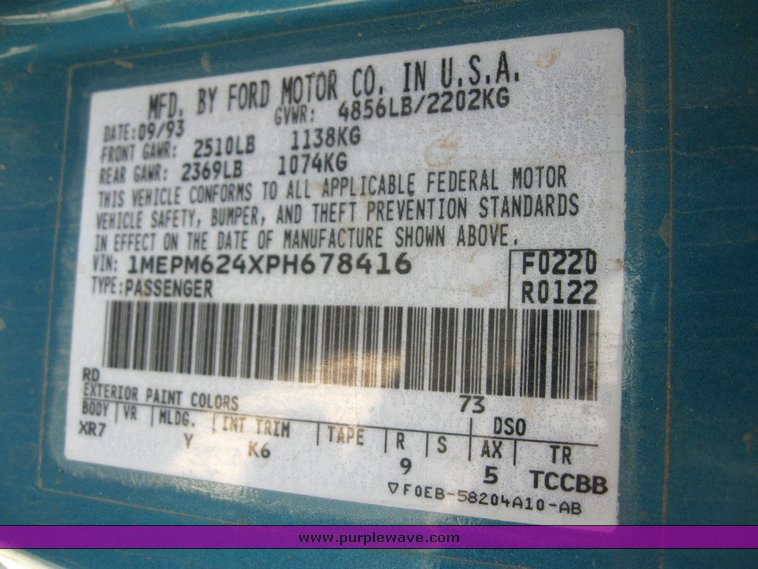 MFD. BY FORD MOTOR CO. IN U.S.A.
DATE:09/93 GVWR: 4856LB/2202KG
FRONT GAWR: 2510LB 1138KG
REAR GAWR: 2369LB 1074KG
THIS VEHICLE CONFORMS TO ALL APPLICABLE FEDERAL MOTOR
VEHICLE SAFETY, BUMPER, AND THEFT PREVENTION STANDARDS
IN EFFECT ON THE DATE OF MANUFACTURE SHOWN ABOVE.
VIN: 1MEPM624XPH678416 F0220
TYPE:PASSENGER R0122
RD
EXTERIOR PAINT COLORS 73
DSO
BODY VR MLDG. INT TRIM TAPE R S AX TR
XR7 Y K6 9 5 TCCBB
▽F0EB-58204A10-AB
www.purplewave.com